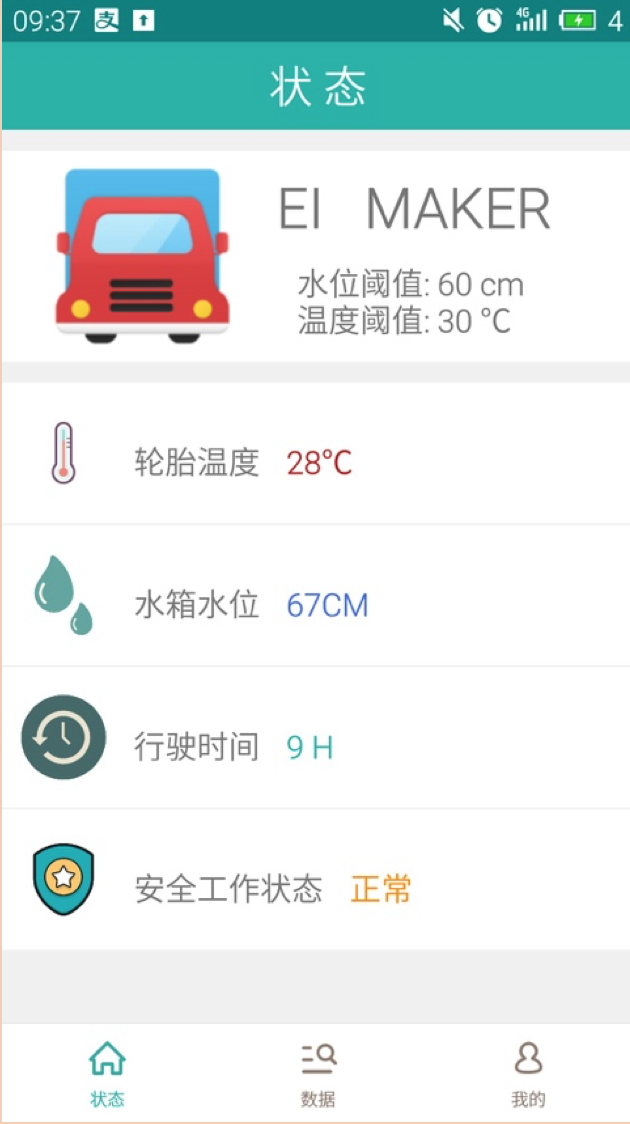 09:37 支 4G 4
状态
EI MAKER
水位阈值: 60 cm
温度阈值: 30 ℃
轮胎温度 28℃
水箱水位 67CM
行驶时间 9 H
安全工作状态 正常
状态 数据 我的